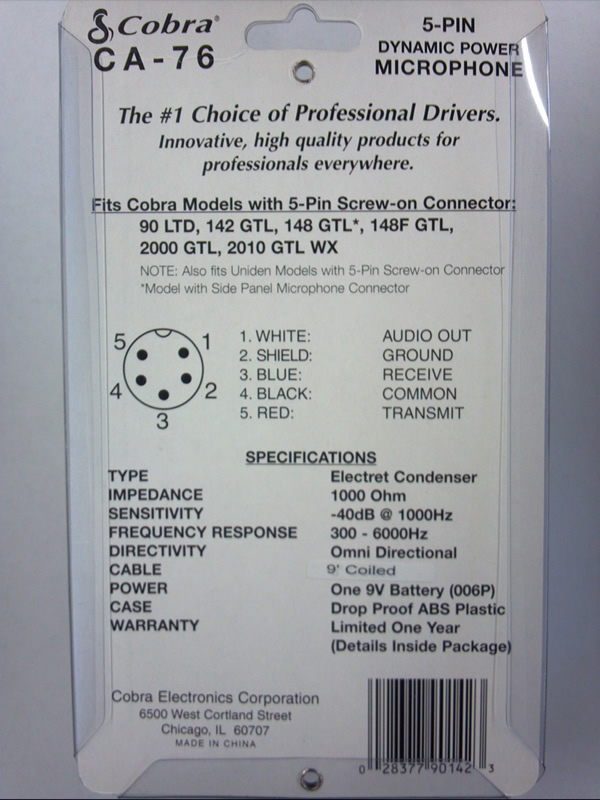 Cobra®
CA-76
5-PIN
DYNAMIC POWER
MICROPHONE
The #1 Choice of Professional Drivers.
Innovative, high quality products for
professionals everywhere.
Fits Cobra Models with 5-Pin Screw-on Connector:
90 LTD, 142 GTL, 148 GTL*, 148F GTL,
2000 GTL, 2010 GTL WX
NOTE: Also fits Uniden Models with 5-Pin Screw-on Connector
*Model with Side Panel Microphone Connector
5 1
4 2
3
1. WHITE: AUDIO OUT
2. SHIELD: GROUND
3. BLUE: RECEIVE
4. BLACK: COMMON
5. RED: TRANSMIT
SPECIFICATIONS
TYPE Electret Condenser
IMPEDANCE 1000 Ohm
SENSITIVITY -40dB @ 1000Hz
FREQUENCY RESPONSE 300 - 6000Hz
DIRECTIVITY Omni Directional
CABLE 9' Coiled
POWER One 9V Battery (006P)
CASE Drop Proof ABS Plastic
WARRANTY Limited One Year
(Details Inside Package)
Cobra Electronics Corporation
6500 West Cortland Street
Chicago, IL 60707
MADE IN CHINA
0 28377 90142 3